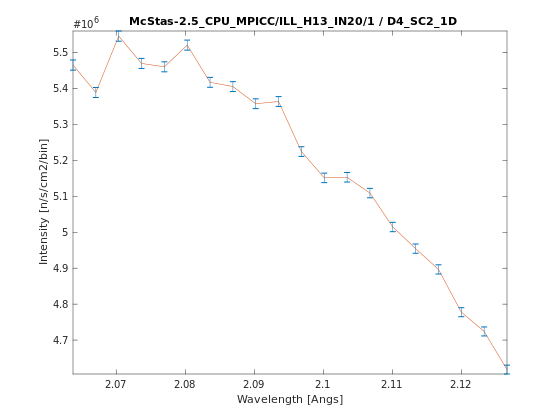 McStas-2.5_CPU_MPICC/ILL_H13_IN20/1 / D4_SC2_1D
#10^6
5.5
5.4
5.3
5.2
5.1
5
4.9
4.8
4.7
Intensity [n/s/cm2/bin]
2.07 2.08 2.09 2.1 2.11 2.12
Wavelength [Angs]